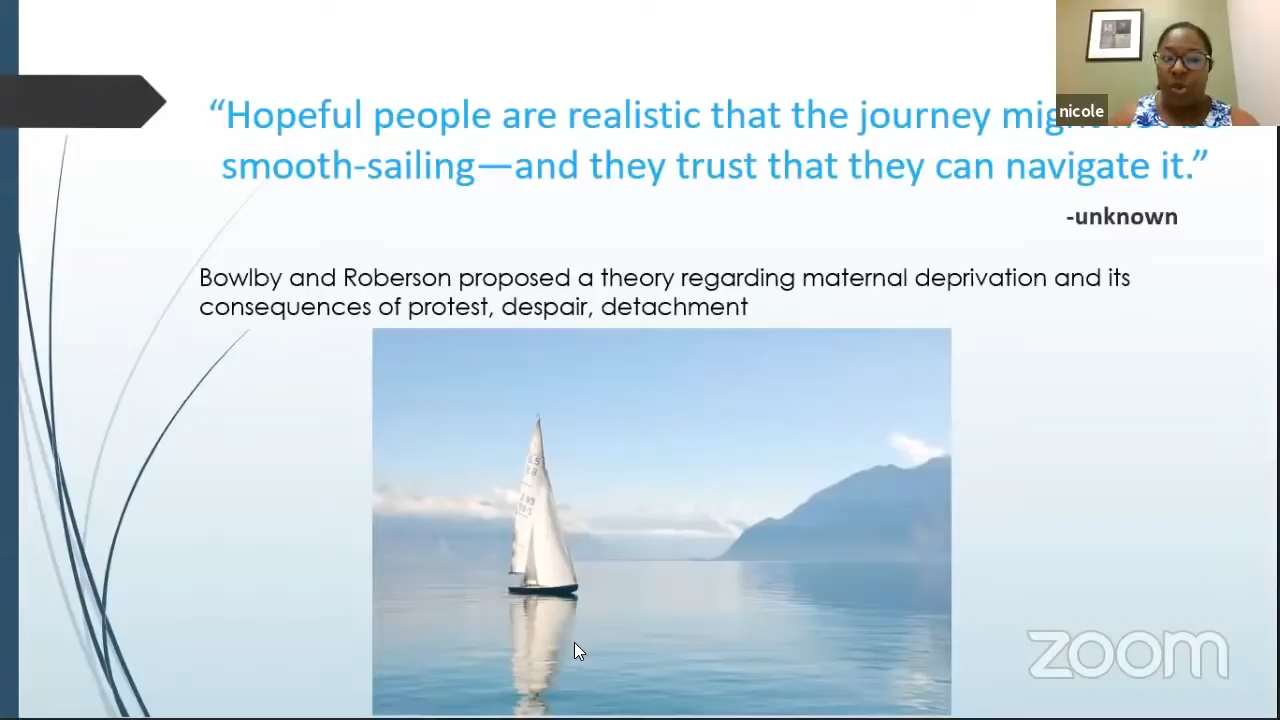 “Hopeful people are realistic that the journey
nicole
smooth-sailing—and they trust that they can navigate it.”
-unknown
Bowlby and Roberson proposed a theory regarding maternal deprivation and its
consequences of protest, despair, detachment
zoom